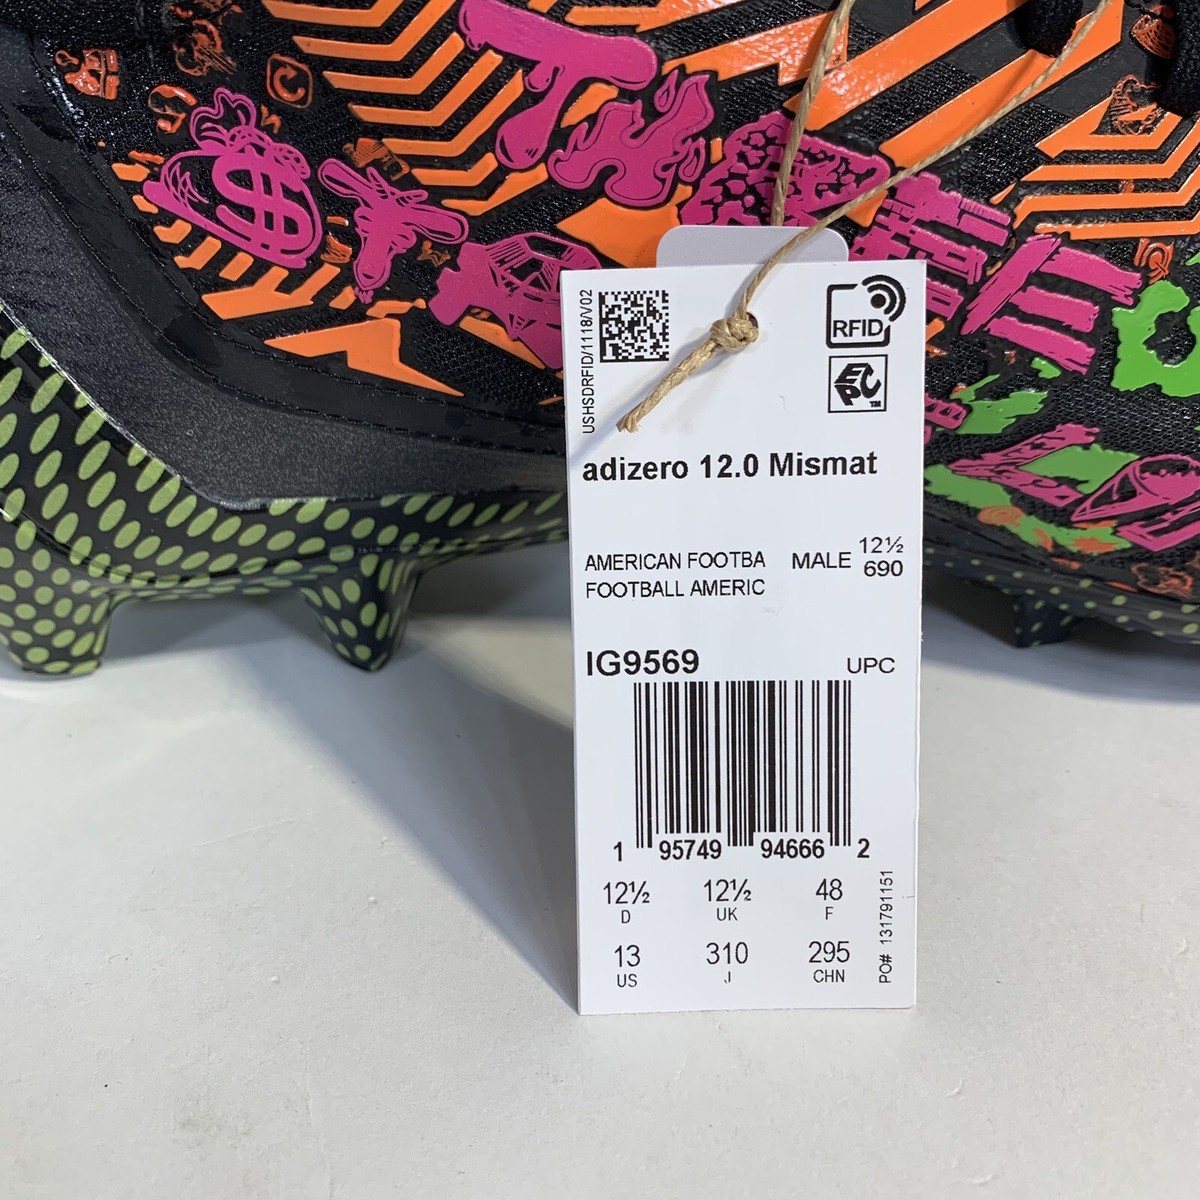 $
USHSDRFID/1118/V02
RFID
EPC™
adizero 12.0 Mismat
AMERICAN FOOTBA MALE 12½
FOOTBALL AMERIC 690
IG9569 UPC
1 95749 94666 2
12½ 12½ 48
D UK F
13 310 295
US J CHN
PO# 131791151